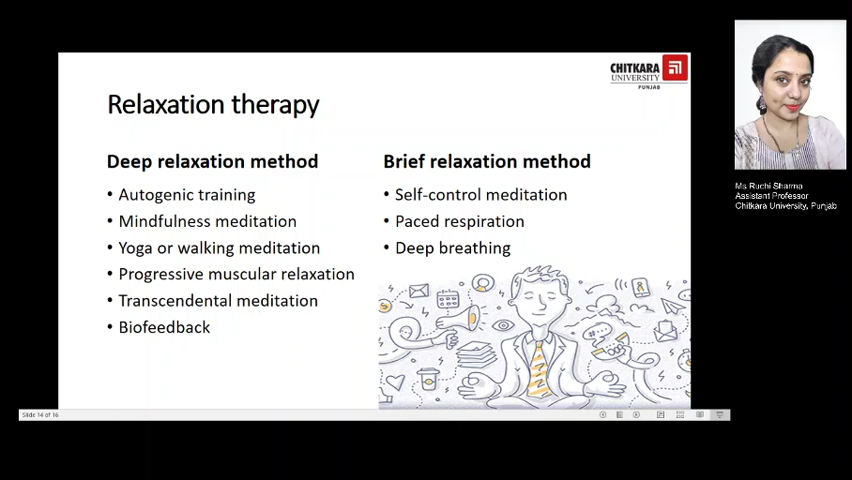 CHITKARA
UNIVERSITY
PUNJAB
Relaxation therapy
Deep relaxation method
• Autogenic training
• Mindfulness meditation
• Yoga or walking meditation
• Progressive muscular relaxation
• Transcendental meditation
• Biofeedback
Brief relaxation method
• Self-control meditation
• Paced respiration
• Deep breathing
Ms Ruchi Sharma
Assistant Professor
Chitkara University, Punjab
Slide 14 of 16